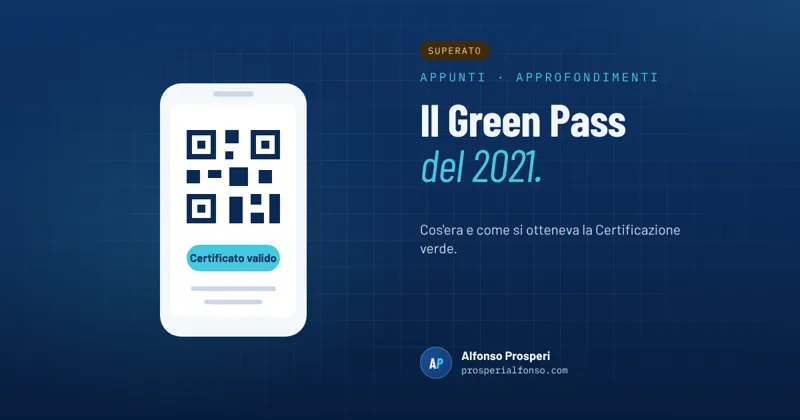 SUPERATO
APPUNTI · APPROFONDIMENTI
Il Green Pass
del 2021.
Cos'era e come si otteneva la Certificazione
verde.
Certificato valido
AP
Alfonso Prosperi
prosperialfonso.com